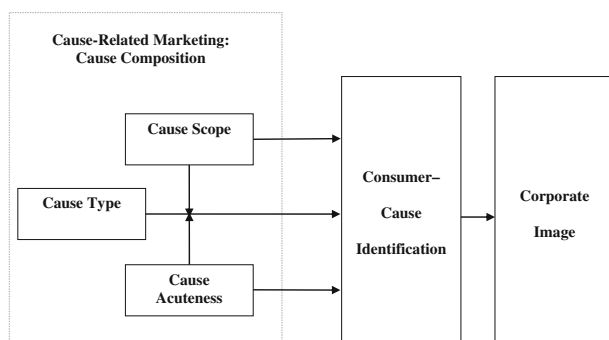 Cause-Related Marketing:
Cause Composition
Cause Scope
Cause Type
Cause
Acuteness
Consumer–
Cause
Identification
Corporate
Image